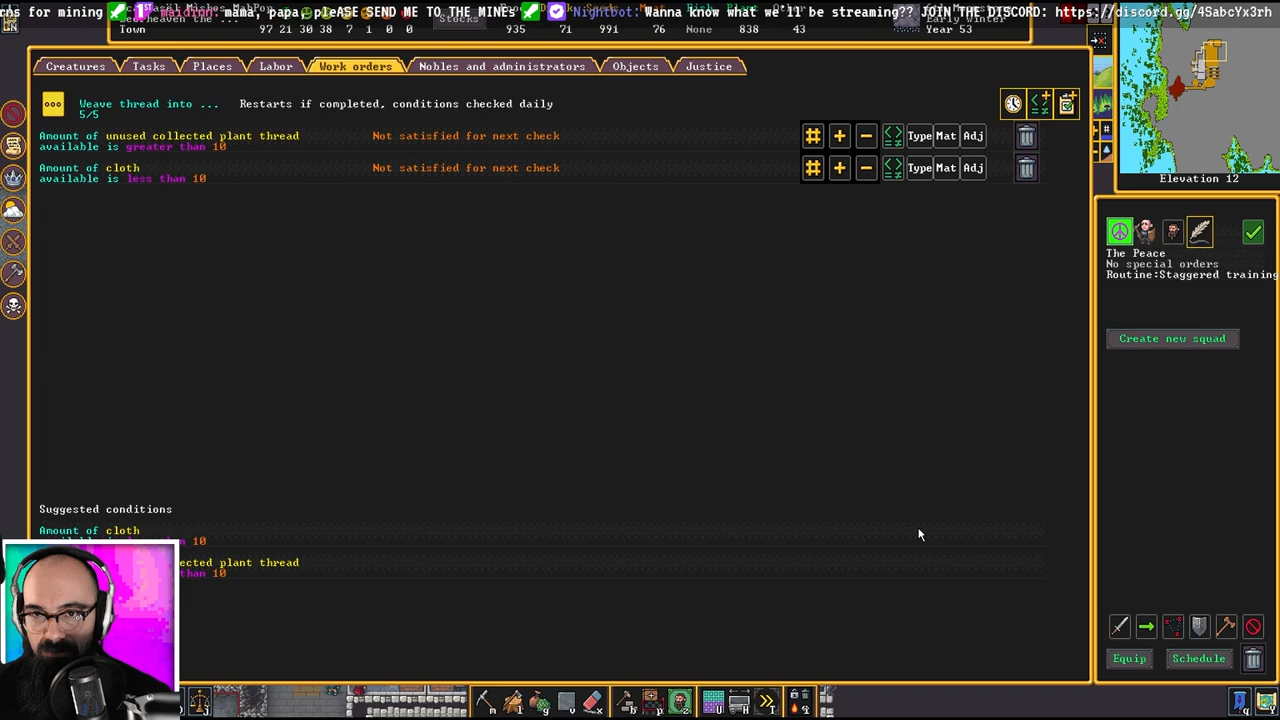 rns for mining maidion: mama, papa, pleASE SEND ME TO THE MINEs Nightbot: Wanna know what we'll be streaming?? JOIN THE DISCORD: https://discord.gg/4SabcYx3rh
Town 97 21 30 38 7 1 0 0 Stocks 935 71 991 76 None 838 43 Early winter
Year 53
Creatures Tasks Places Labor Work orders Nobles and administrators Objects Justice
Weave thread into ... Restarts if completed, conditions checked daily
5/5
Amount of unused collected plant thread Not satisfied for next check
available is greater than 10
# + - Type Mat Adj
Amount of cloth Not satisfied for next check
available is less than 10
# + - Type Mat Adj
Elevation 12
The Peace
No special orders
Routine:Staggered training
Create new squad
Suggested conditions
Amount of cloth
10
ected plant thread
than 10
Equip Schedule